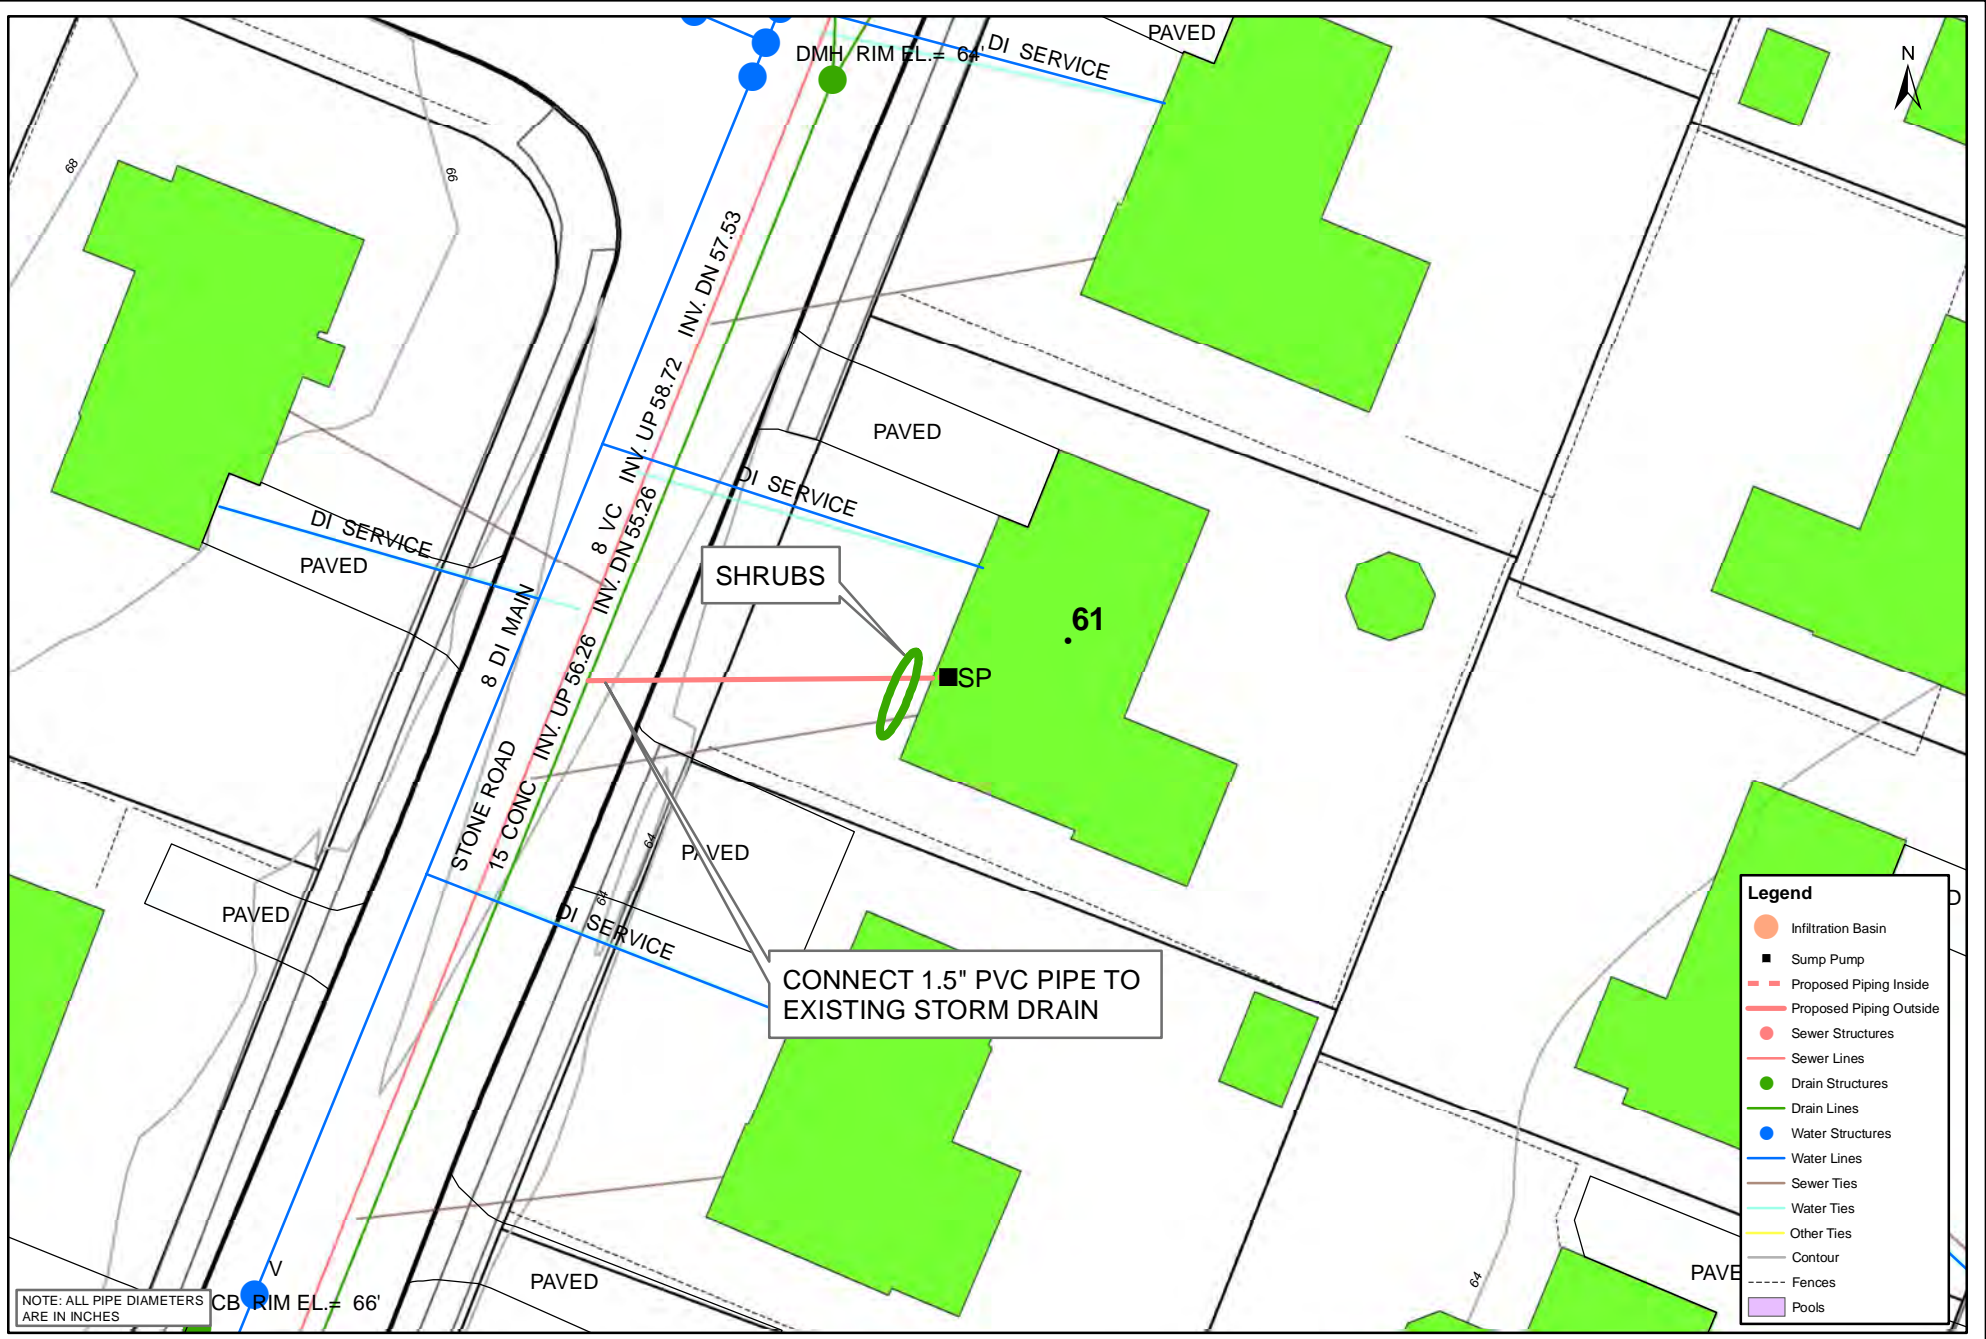 DMH RIM EL.= 64'
DI SERVICE
PAVED
N
68
66
INV. DN 57.53
INV. UP 58.72
8 VC
PAVED
DI SERVICE
INV. DN 55.26
DI SERVICE
PAVED
SHRUBS
61
8 DI MAIN
INV. UP 56.26
SP
STONE ROAD
15 CONC
64
PAVED
64
PAVED
DI SERVICE
CONNECT 1.5" PVC PIPE TO
EXISTING STORM DRAIN
V
CB RIM EL.= 66'
PAVED
64
PAVE
D
NOTE: ALL PIPE DIAMETERS
ARE IN INCHES
Legend
Infiltration Basin
Sump Pump
Proposed Piping Inside
Proposed Piping Outside
Sewer Structures
Sewer Lines
Drain Structures
Drain Lines
Water Structures
Water Lines
Sewer Ties
Water Ties
Other Ties
Contour
Fences
Pools